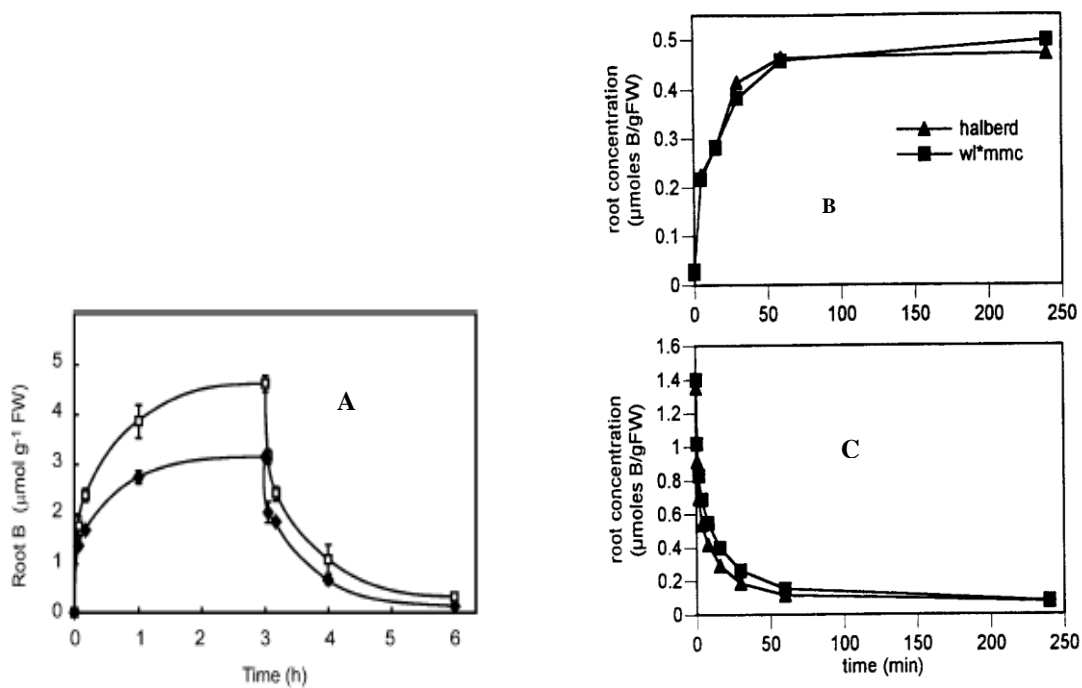 A
Root B (μmol g⁻¹ FW)
5
4
3
2
1
0
0 1 2 3 4 5 6
Time (h)
root concentration
(μmoles B/gFW)
0.5
0.4
0.3
0.2
0.1
0
halberd
wl*mmc
B
0 50 100 150 200 250
root concentration
(μmoles B/gFW)
1.6
1.4
1.2
1
0.8
0.6
0.4
0.2
0
C
0 50 100 150 200 250
time (min)